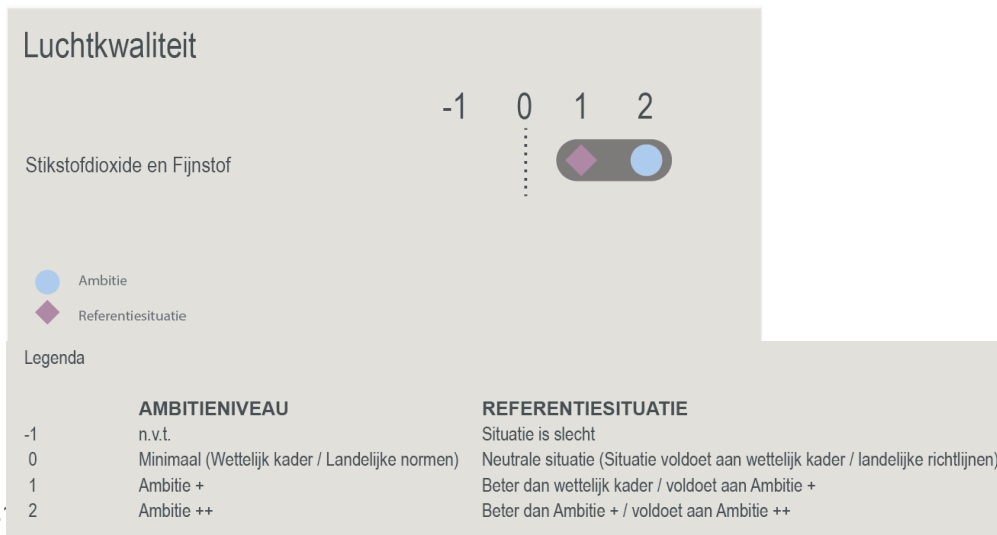 Luchtkwaliteit
-1 0 1 2
Stikstofdioxide en Fijnstof
Ambitie
Referentiesituatie
Legenda
AMBITIENIVEAU REFERENTIESITUATIE
-1 n.v.t. Situatie is slecht
0 Minimaal (Wettelijk kader / Landelijke normen) Neutrale situatie (Situatie voldoet aan wettelijk kader / landelijke richtlijnen)
1 Ambitie + Beter dan wettelijk kader / voldoet aan Ambitie +
2 Ambitie ++ Beter dan Ambitie + / voldoet aan Ambitie ++